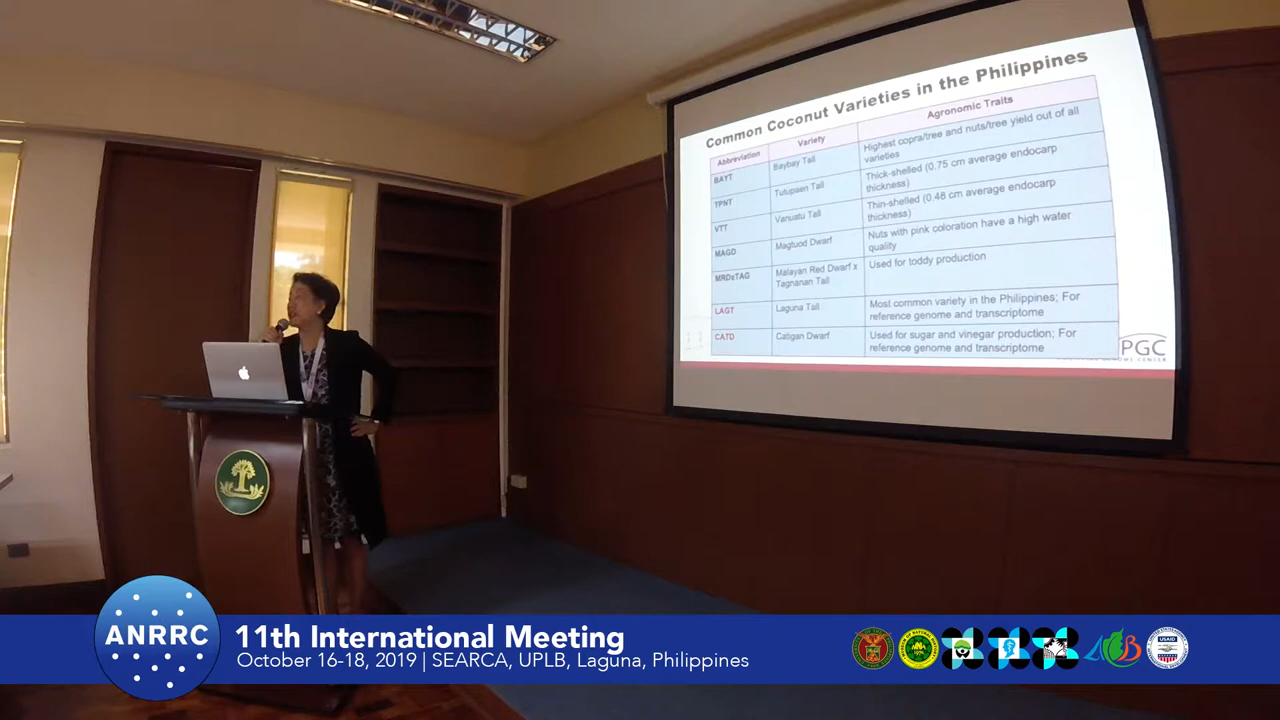 Common Coconut Varieties in the Philippines
Abbreviation Variety Agronomic Traits
BAYT Baybay Tall Highest copra/tree and nuts/tree yield out of all
varieties
TPNT Tutupaen Tall Thick-shelled (0.75 cm average endocarp
thickness)
VTT Vanuatu Tall Thin-shelled (0.48 cm average endocarp
thickness)
MAGD Magtuod Dwarf Nuts with pink coloration have a high water
quality
MRDxTAG Malayan Red Dwarf x Used for toddy production
Tagnanan Tall
LAGT Laguna Tall Most common variety in the Philippines; For
reference genome and transcriptome
CATD Catigan Dwarf Used for sugar and vinegar production; For
reference genome and transcriptome
PGC
ANRRC
11th International Meeting
October 16-18, 2019 | SEARCA, UPLB, Laguna, Philippines
USAID